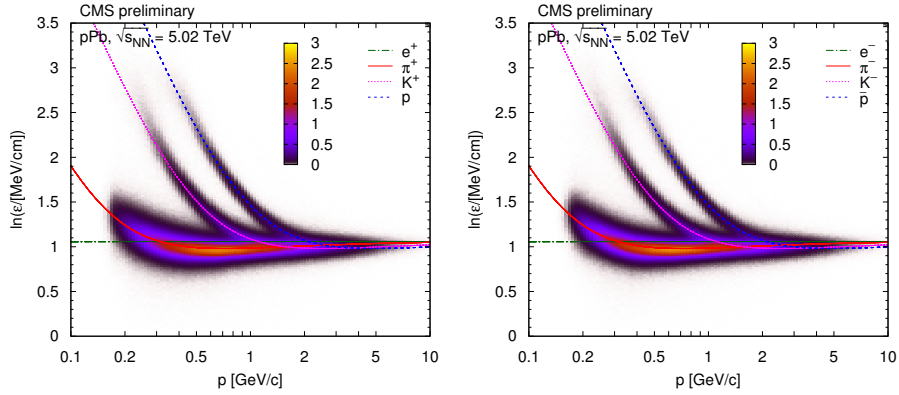 CMS preliminary
pPb, √sNN = 5.02 TeV
3.5
3
2.5
2
1.5
1
0.5
0
ln(ε/[MeV/cm])
0.1
0.2
0.5
1
2
5
10
p [GeV/c]
3
2.5
2
1.5
1
0.5
0
e+
π+
K+
p
CMS preliminary
pPb, √sNN = 5.02 TeV
3.5
3
2.5
2
1.5
1
0.5
0
ln(ε/[MeV/cm])
0.1
0.2
0.5
1
2
5
10
p [GeV/c]
3
2.5
2
1.5
1
0.5
0
e−
π−
K−
p̄